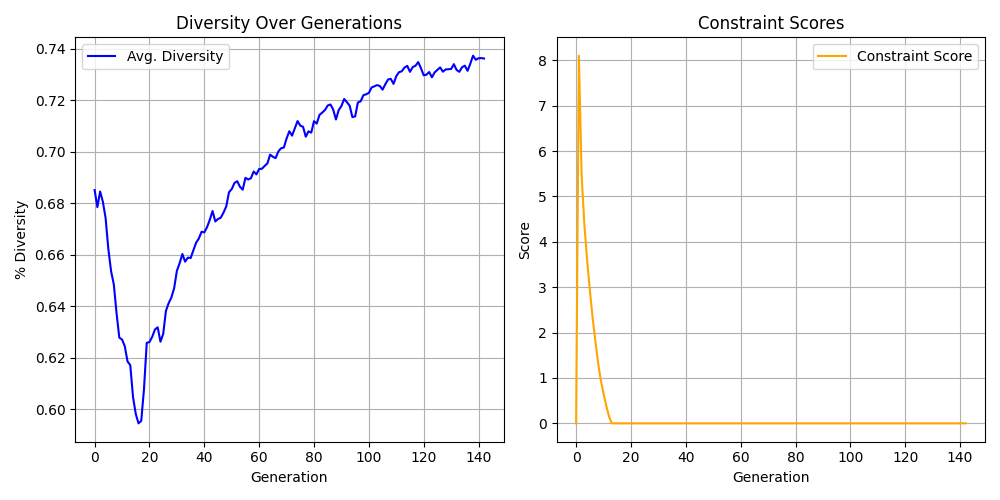 Diversity Over Generations
Avg. Diversity
% Diversity
0.74
0.72
0.70
0.68
0.66
0.64
0.62
0.60
0 20 40 60 80 100 120 140
Generation
Constraint Scores
Constraint Score
Score
8
7
6
5
4
3
2
1
0
0 20 40 60 80 100 120 140
Generation